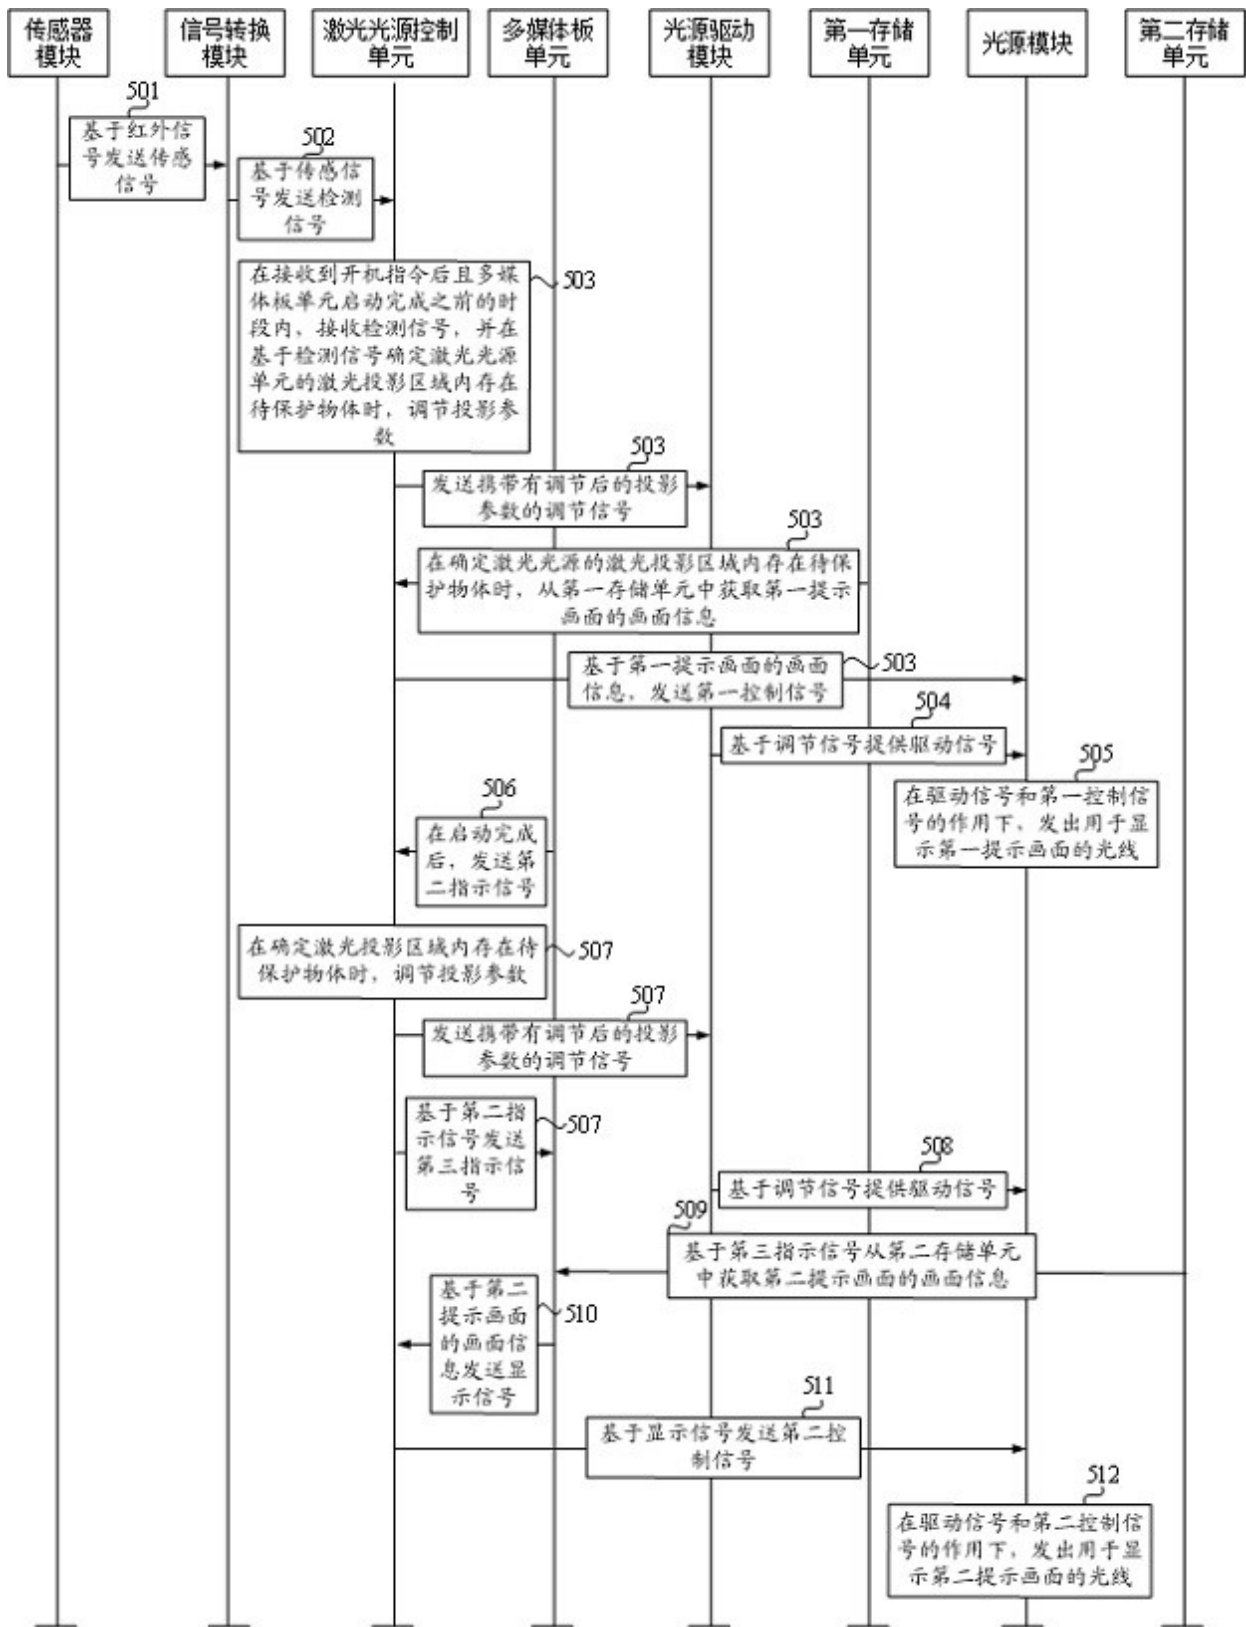 传感器
模块
信号转换
模块
激光光源控制
单元
多媒体板
单元
光源驱动
模块
第一存储
单元
光源模块
第二存储
单元
501
基于红外信
号发送传感
信号
502
基于传感信
号发送检测
信号
503
在接收到开机指令后且多媒
体板单元启动完成之前的时
段内，接收检测信号，并在
基于检测信号确定激光光源
单元的激光投影区域内存在
待保护物体时，调节投影参
数
503
发送携带有调节后的投影
参数的调节信号
503
在确定激光光源的激光投影区域内存在待保
护物体时，从第一存储单元中获取第一提示
画面的画面信息
503
基于第一提示画面的画面
信息，发送第一控制信号
504
基于调节信号提供驱动信号
505
在驱动信号和第一控制信
号的作用下，发出用于显
示第一提示画面的光线
506
在启动完成
后，发送第
二指示信号
507
在确定激光投影区域内存在待
保护物体时，调节投影参数
507
发送携带有调节后的投影
参数的调节信号
507
基于第二指
示信号发送
第三指示信
号
508
基于调节信号提供驱动信号
509
基于第三指示信号从第二存储单元
中获取第二提示画面的画面信息
510
基于第二
提示画面
的画面信
息发送显
示信号
511
基于显示信号发送第二控
制信号
512
在驱动信号和第二控制信
号的作用下，发出用于显
示第二提示画面的光线